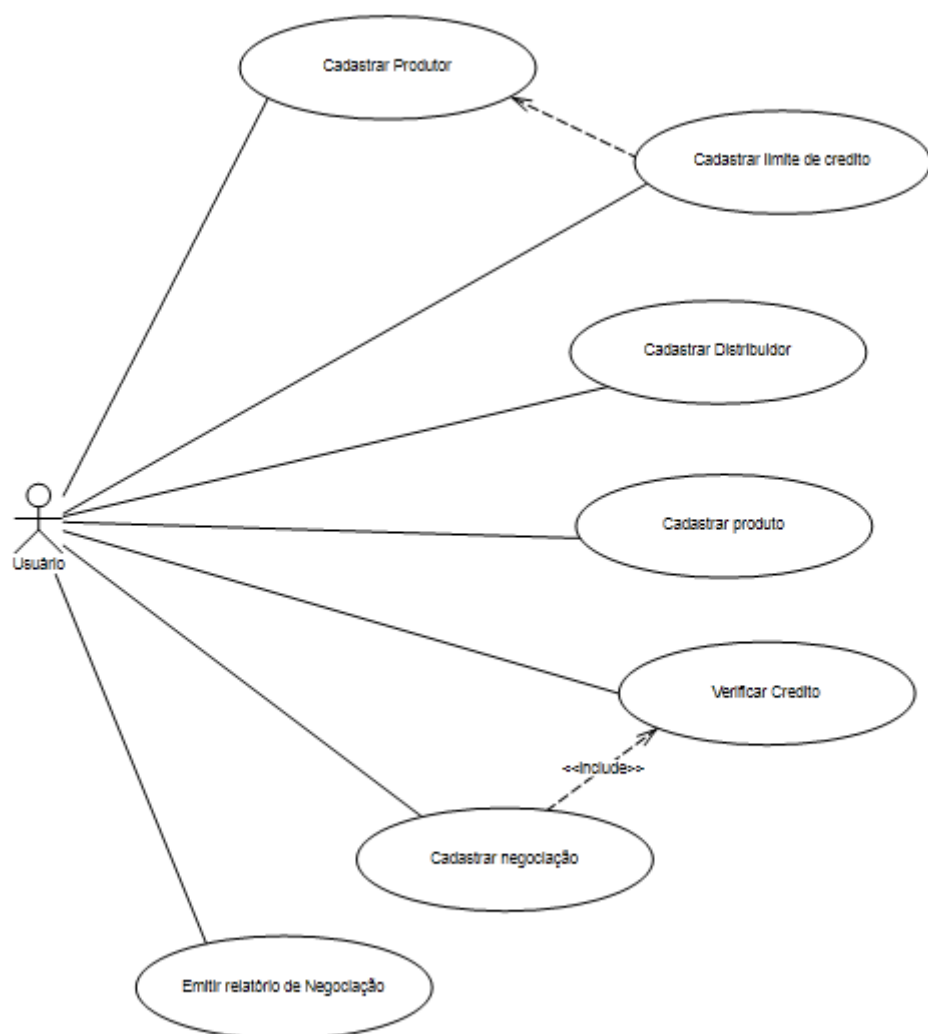 Cadastrar Produtor
Cadastrar limite de credito
Cadastrar Distribuidor
Cadastrar produto
Usuário
Verificar Credito
<<Include>>
Cadastrar negociação
Emitir relatório de Negociação